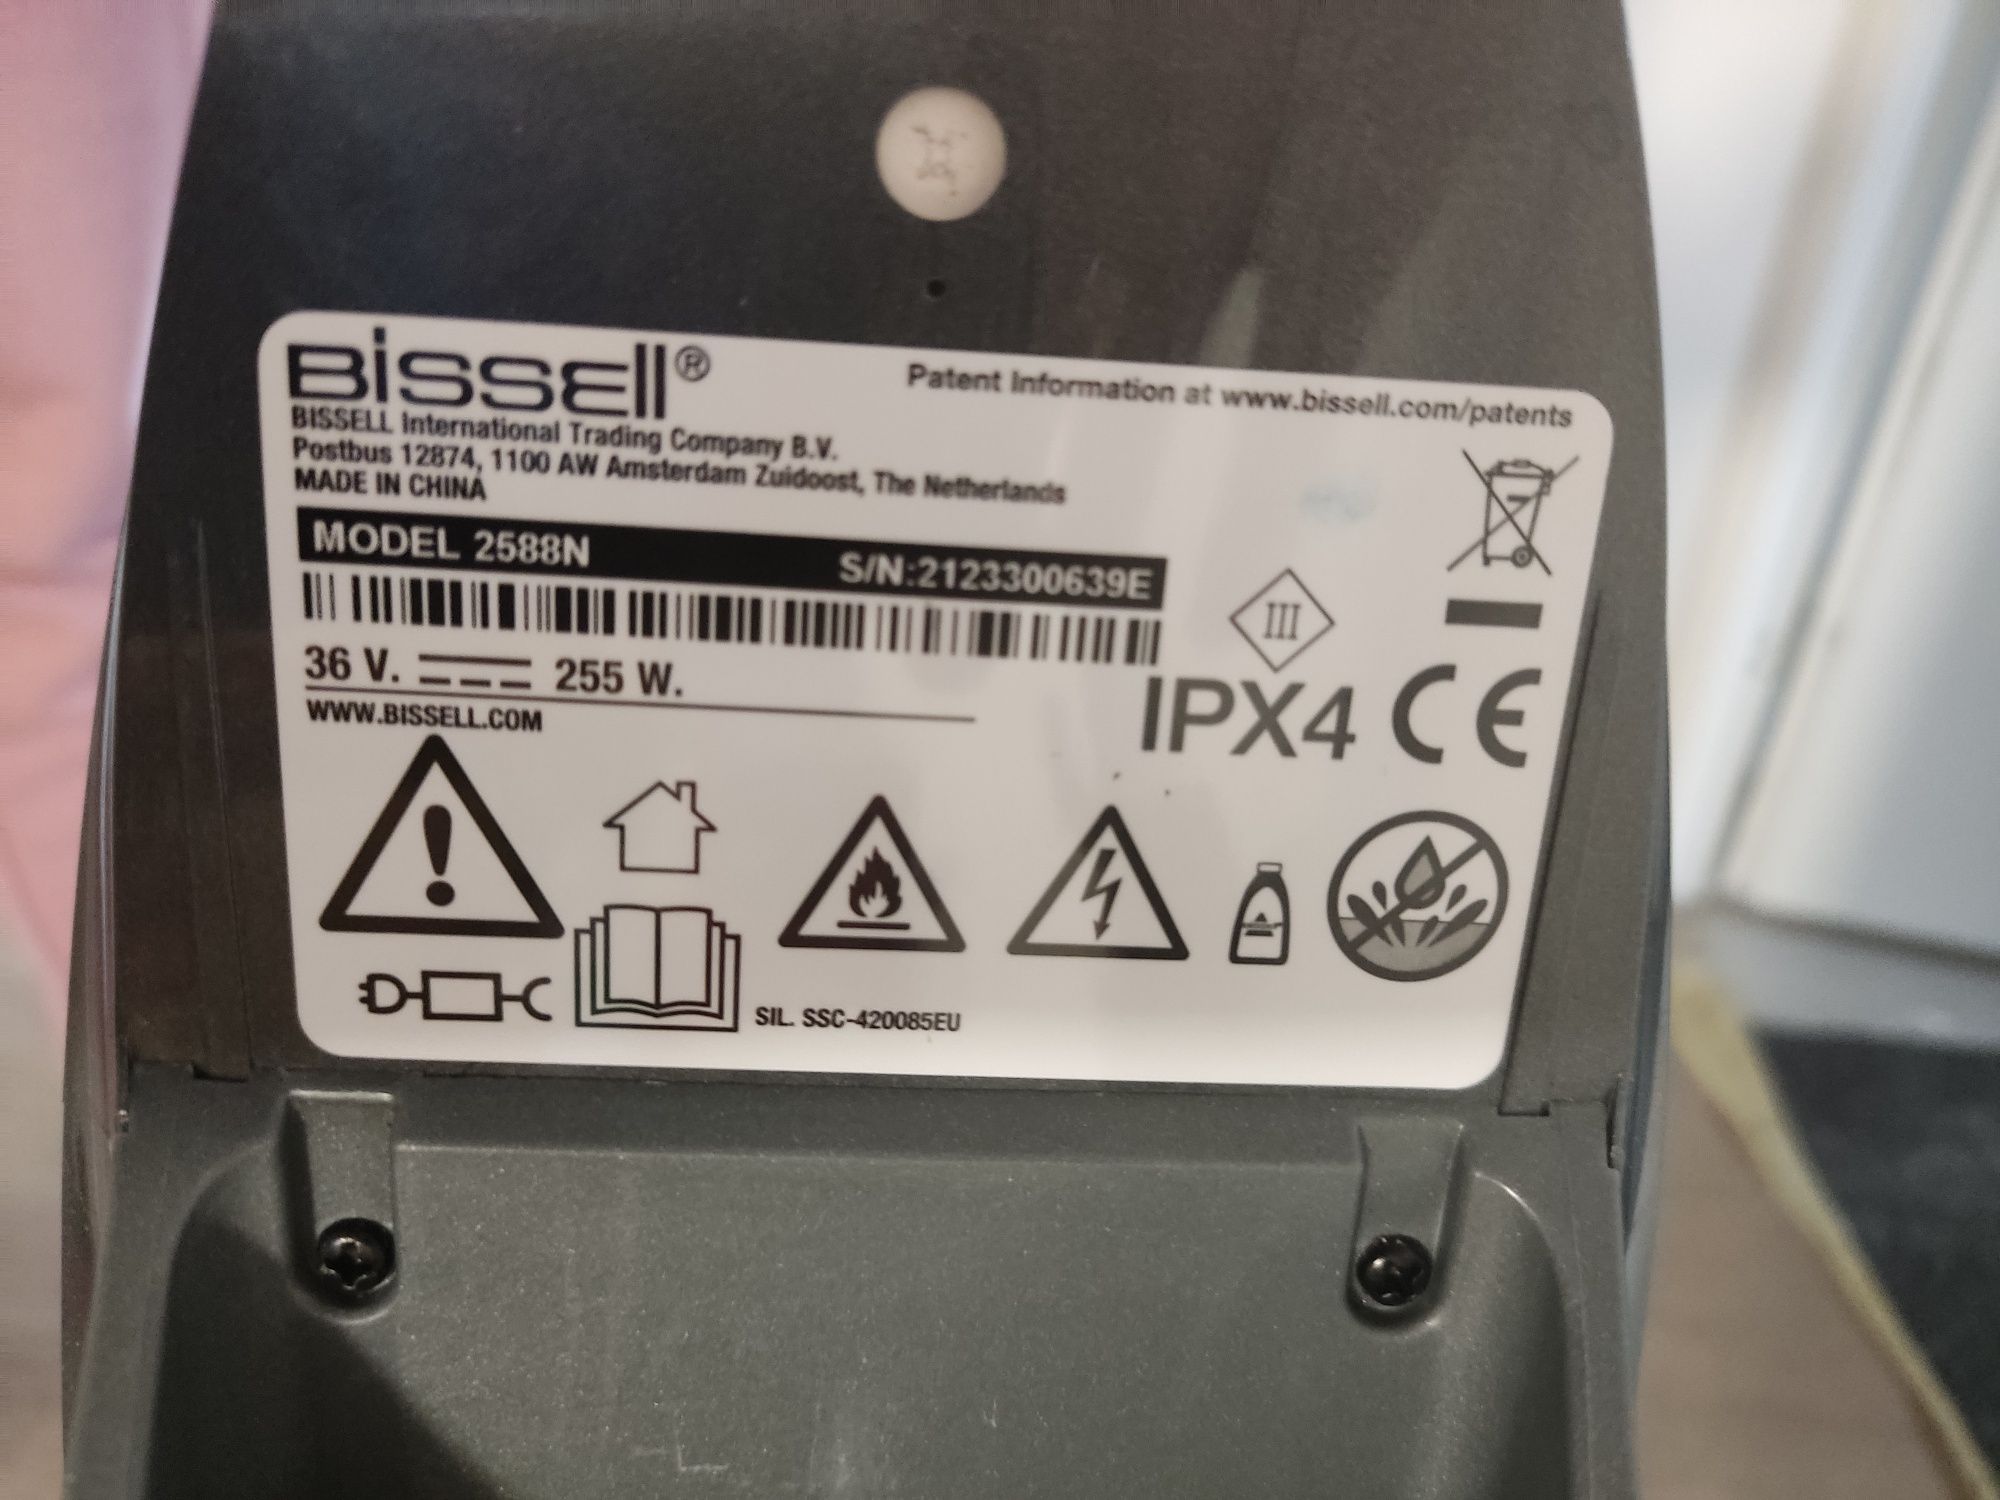 Bissell®
Patent Information at www.bissell.com/patents
BISSELL International Trading Company B.V.
Postbus 12874, 1100 AW Amsterdam Zuidoost, The Netherlands
MADE IN CHINA
MODEL 2588N S/N:2123300639E
III
36 V. 255 W.
IPX4 CE
WWW.BISSELL.COM
SIL. SSC-420085EU